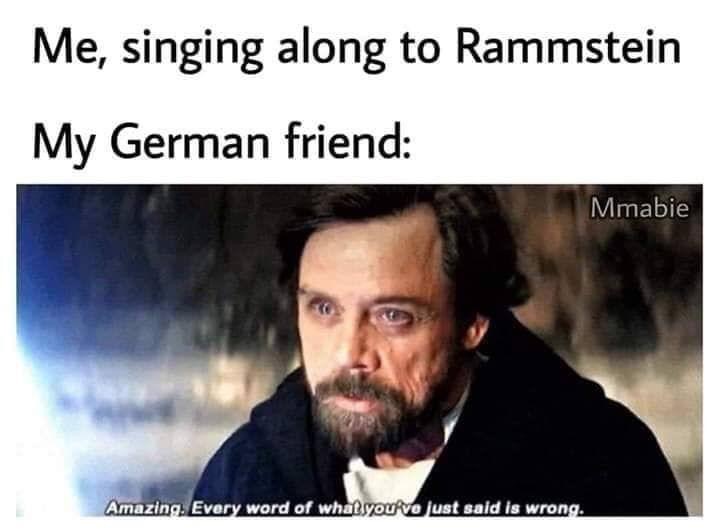 Me, singing along to Rammstein
My German friend:
Mmabie
Amazing. Every word of what you've just said is wrong.